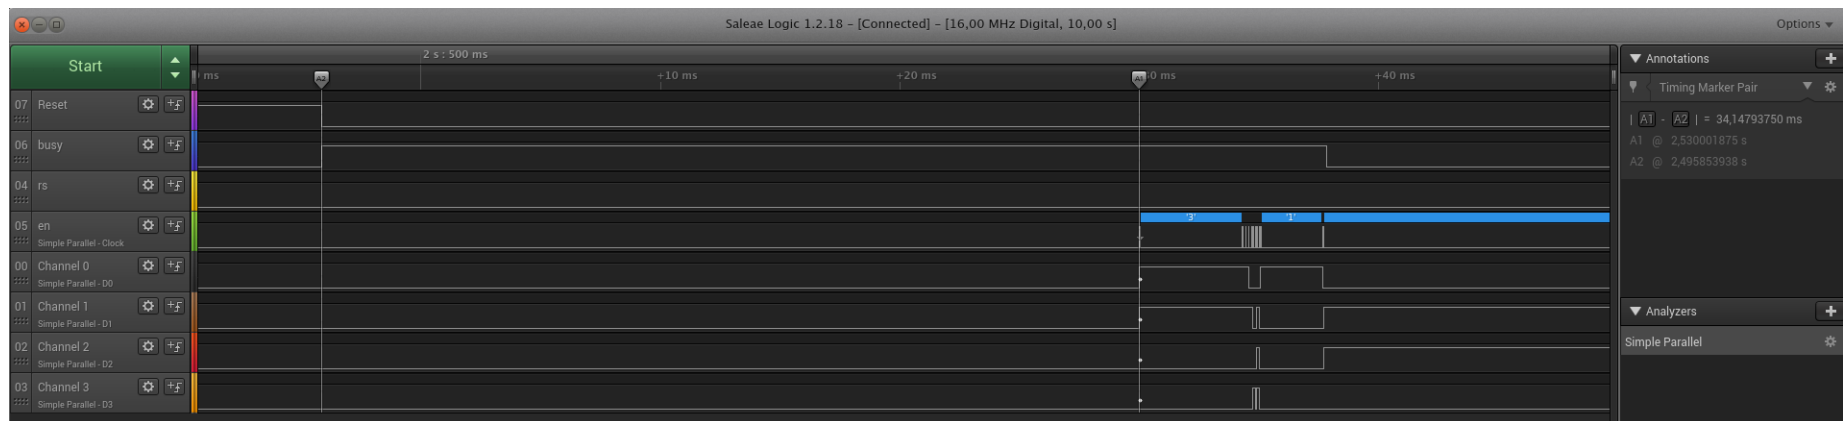 Saleae Logic 1.2.18 – [Connected] – [16,00 MHz Digital, 10,00 s]
Options
Start
2 s : 500 ms
ms
+10 ms
+20 ms
0 ms
+40 ms
A2
A1
07 Reset
06 busy
04 rs
05 en
Simple Parallel - Clock
'3'
'1'
00 Channel 0
Simple Parallel - D0
01 Channel 1
Simple Parallel - D1
02 Channel 2
Simple Parallel - D2
03 Channel 3
Simple Parallel - D3
Annotations
Timing Marker Pair
| A1 - A2 | = 34,14793750 ms
A1 @ 2,530001875 s
A2 @ 2,495853938 s
Analyzers
Simple Parallel